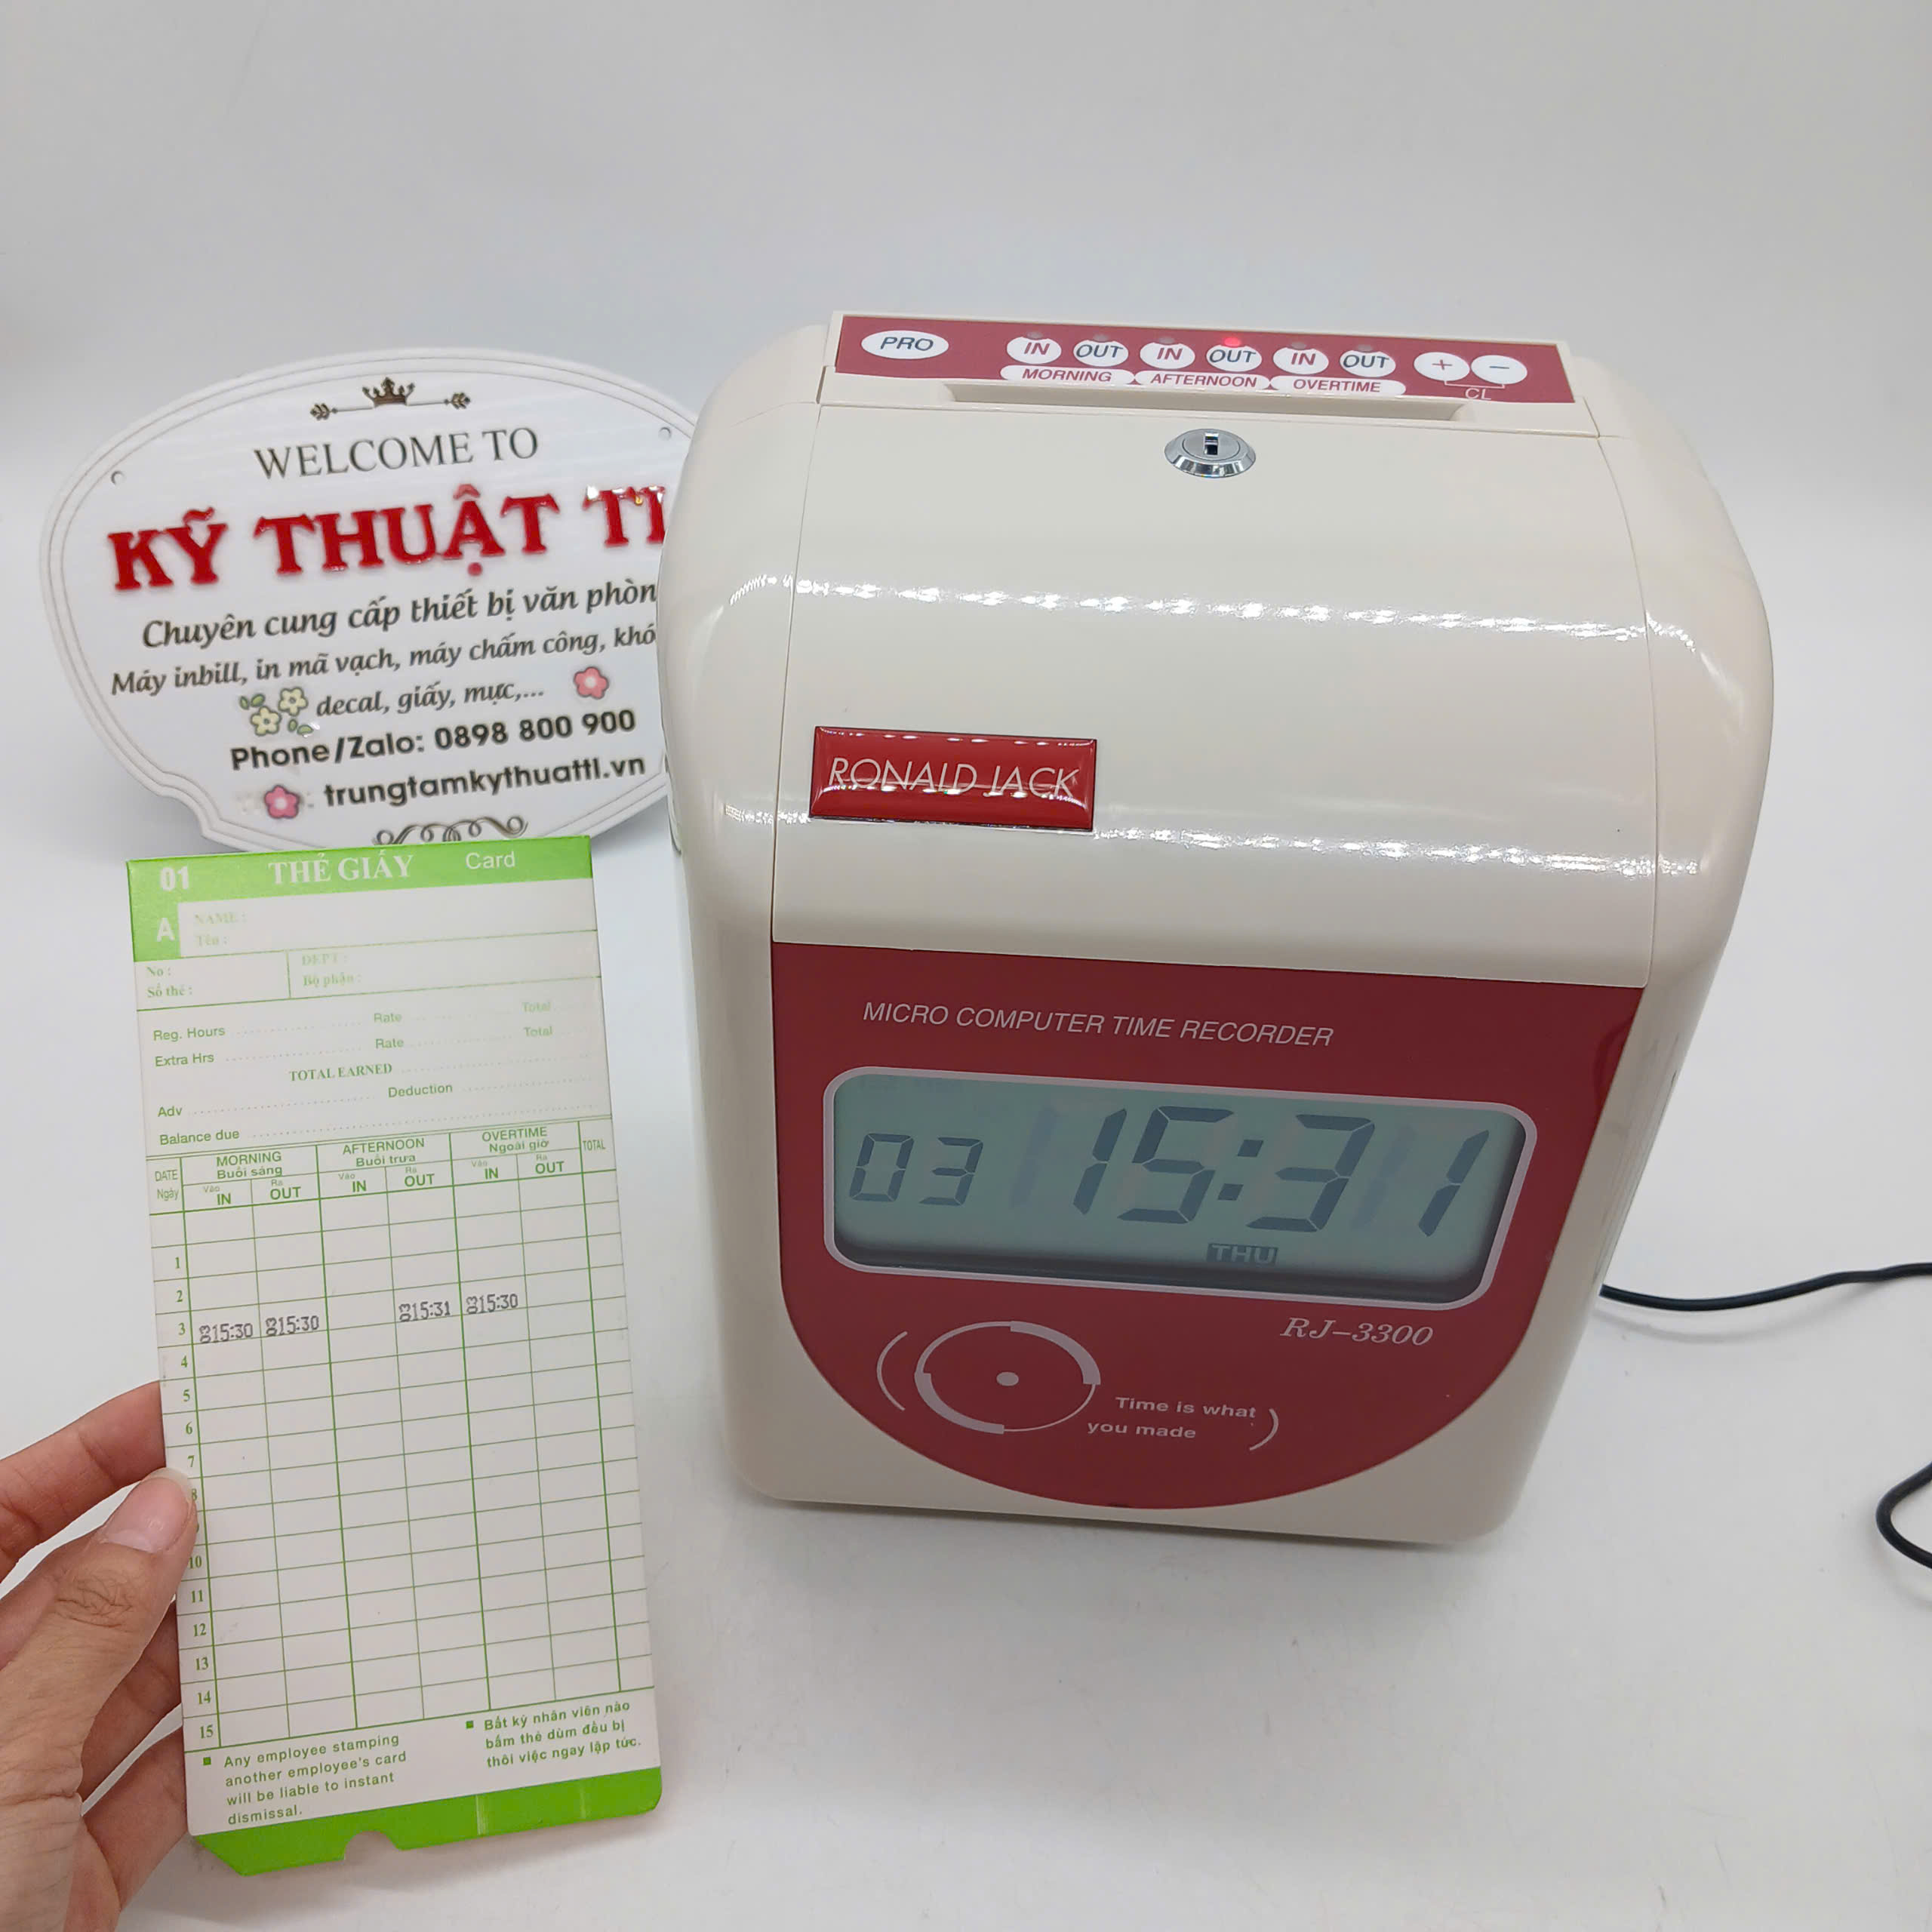 WELCOME TO
KỸ THUẬT
Chuyên cung cấp thiết bị văn phòn
Máy inbill, in mã vạch, máy chấm công, khó
decal, giấy, mực,...
Phone/Zalo: 0898 800 900
trungtamkythuattl.vn
PRO
IN OUT IN OUT IN OUT + −
MORNING AFTERNOON OVERTIME
CL
RONALD JACK
MICRO COMPUTER TIME RECORDER
03 15:31
THU
RJ-3300
Time is what
you made
01 THẺ GIẤY Card
A
NAME :
Tên :
No :
Số thẻ :
DEPT :
Bộ phận :
Reg. Hours Rate Total
Extra Hrs Rate Total
TOTAL EARNED
Adv Deduction
Balance due
DATE MORNING AFTERNOON OVERTIME TOTAL
Ngày Buổi sáng Buổi trưa Ngoài giờ
Vào Ra Vào Ra Vào Ra
IN OUT IN OUT IN OUT
1
2
3 15:30 15:30 15:31 15:30
4
5
6
7
8
10
11
12
13
14
15
Any employee stamping
another employee's card
will be liable to instant
dismissal.
Bất kỳ nhân viên nào
bấm thẻ dùm đều bị
thôi việc ngay lập tức.